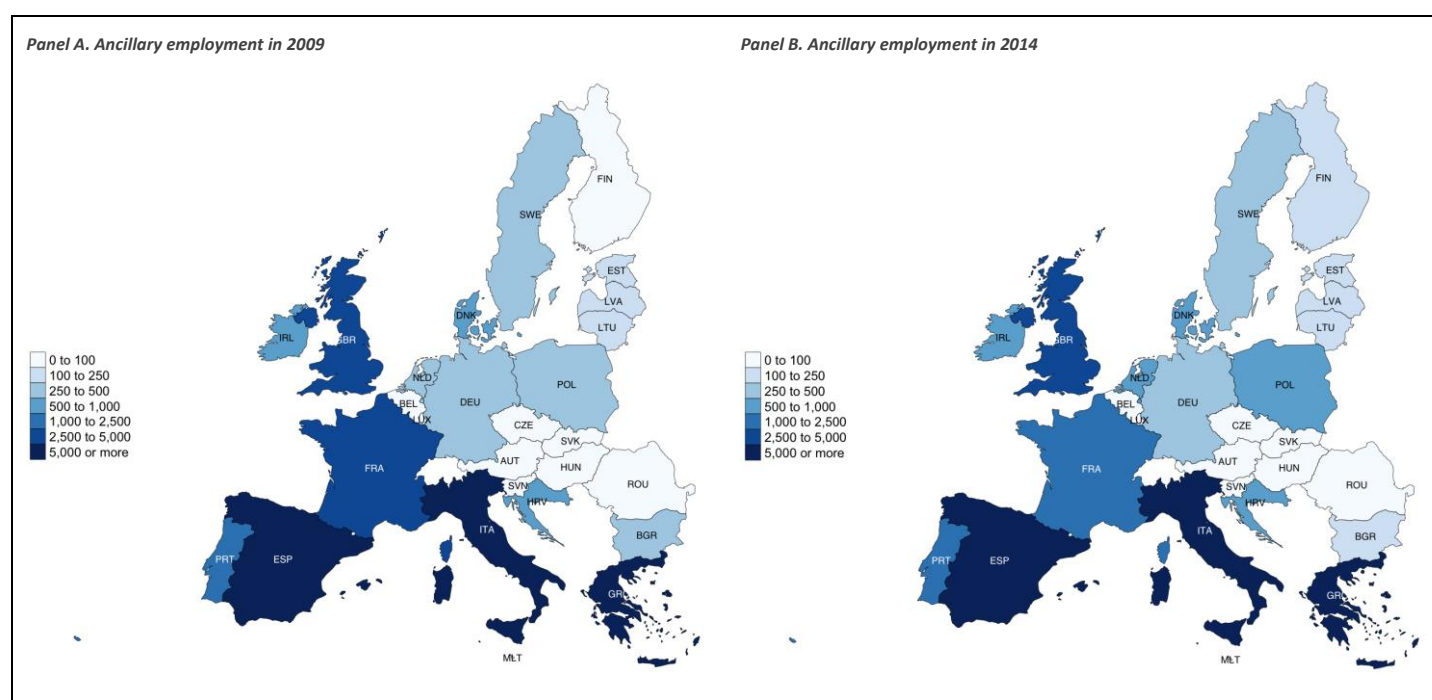 Panel A. Ancillary employment in 2009
FIN
SWE
EST
LVA
DNK
LTU
IRL
GBR
NLD
POL
BEL
DEU
LUX
CZE
SVK
AUT
HUN
FRA
SVN
ROU
HRV
ITA
BGR
PRT
ESP
GRC
MLT
0 to 100
100 to 250
250 to 500
500 to 1,000
1,000 to 2,500
2,500 to 5,000
5,000 or more
Panel B. Ancillary employment in 2014
FIN
SWE
EST
LVA
DNK
LTU
IRL
GBR
NLD
POL
BEL
DEU
LUX
CZE
SVK
AUT
HUN
FRA
SVN
ROU
HRV
ITA
BGR
PRT
ESP
GRC
MLT
0 to 100
100 to 250
250 to 500
500 to 1,000
1,000 to 2,500
2,500 to 5,000
5,000 or more